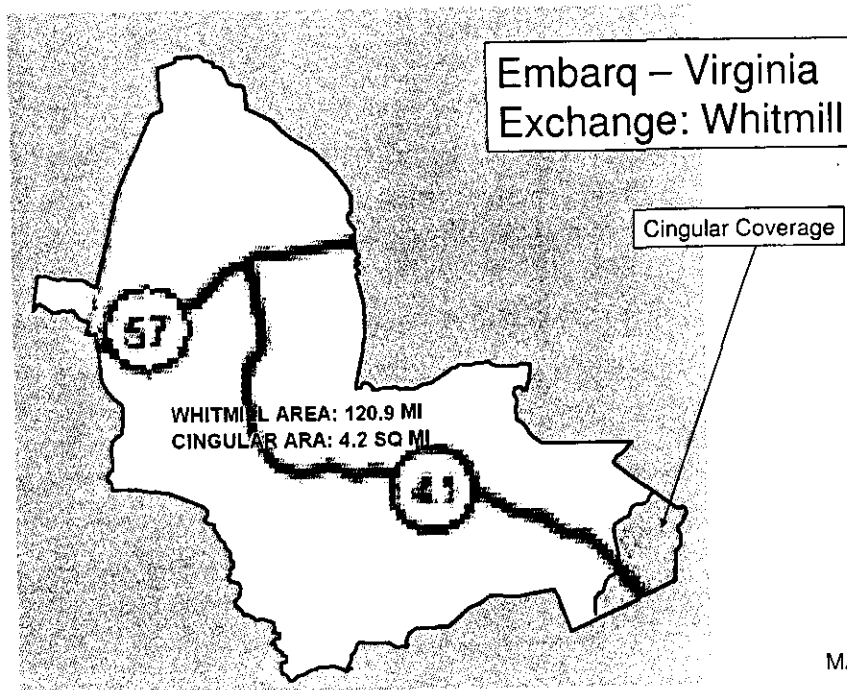 Embarq – Virginia
Exchange: Whitmill
Cingular Coverage
57
WHITMILL AREA: 120.9 MI
CINGULAR ARA: 4.2 SQ MI
41